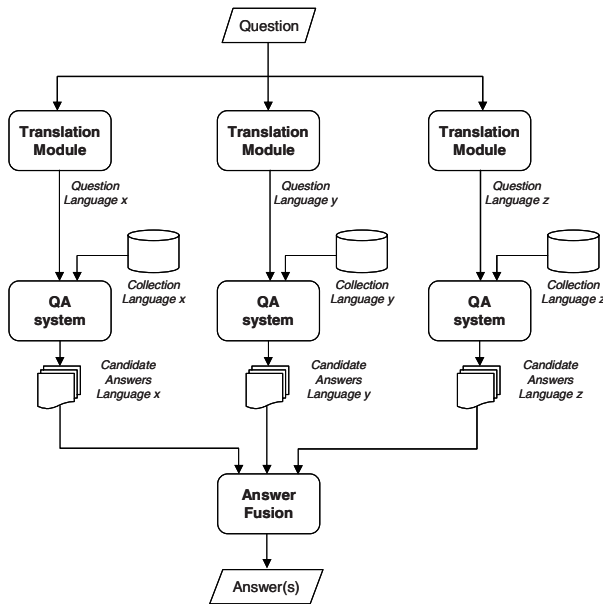 Question
Translation
Module
Translation
Module
Translation
Module
Question
Language x
Question
Language y
Question
Language z
Collection
Language x
Collection
Language y
Collection
Language z
QA
system
QA
system
QA
system
Candidate
Answers
Language x
Candidate
Answers
Language y
Candidate
Answers
Language z
Answer
Fusion
Answer(s)